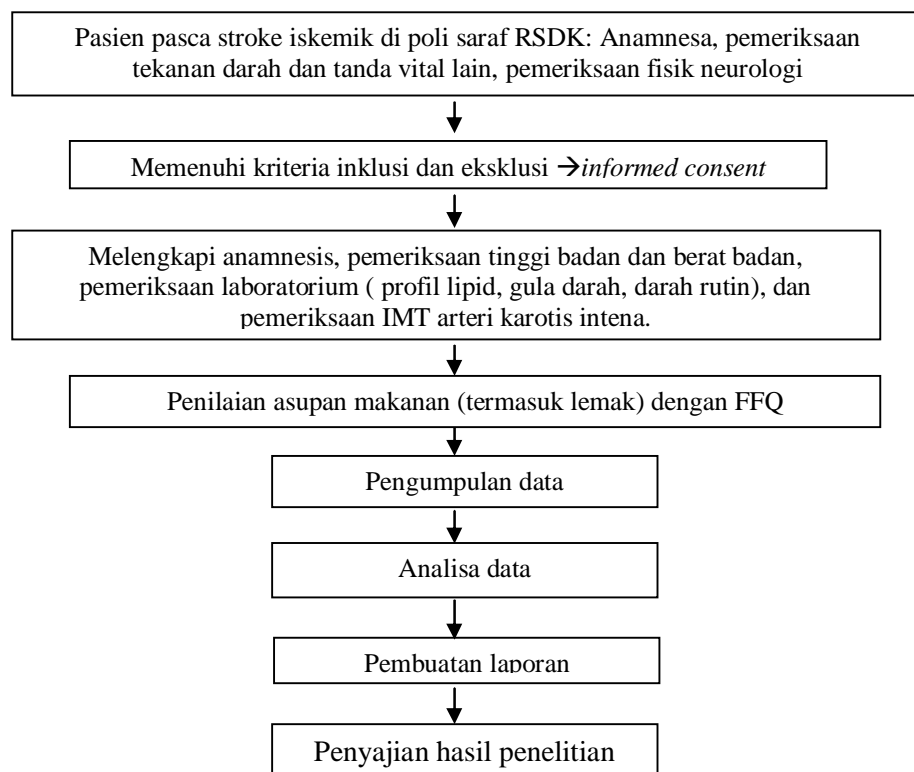 Pasien pasca stroke iskemik di poli saraf RSDK: Anamnesa, pemeriksaan
tekanan darah dan tanda vital lain, pemeriksaan fisik neurologi
Memenuhi kriteria inklusi dan eksklusi →informed consent
Melengkapi anamnesis, pemeriksaan tinggi badan dan berat badan,
pemeriksaan laboratorium ( profil lipid, gula darah, darah rutin), dan
pemeriksaan IMT arteri karotis intena.
Penilaian asupan makanan (termasuk lemak) dengan FFQ
Pengumpulan data
Analisa data
Pembuatan laporan
Penyajian hasil penelitian